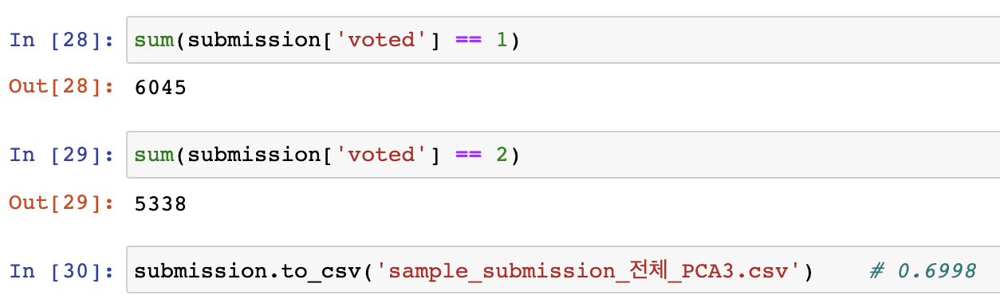 In [28]: sum(submission['voted'] == 1)
Out[28]: 6045
In [29]: sum(submission['voted'] == 2)
Out[29]: 5338
In [30]: submission.to_csv('sample_submission_전체_PCA3.csv')    # 0.6998